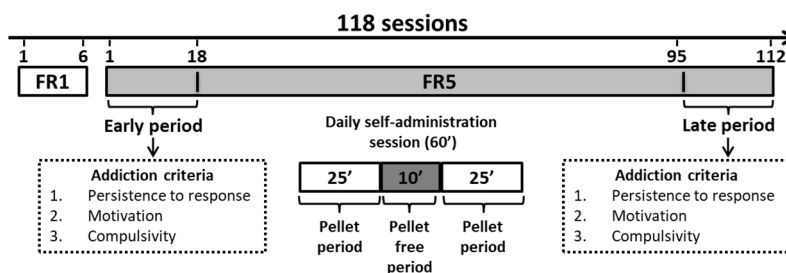 118 sessions
1 6 1 18 95 112
FR1 FR5
Early period
Late period
Daily self-administration
session (60’)
Addiction criteria
1. Persistence to response
2. Motivation
3. Compulsivity
25’ 10’ 25’
Pellet
period
Pellet
free
period
Pellet
period
Addiction criteria
1. Persistence to response
2. Motivation
3. Compulsivity